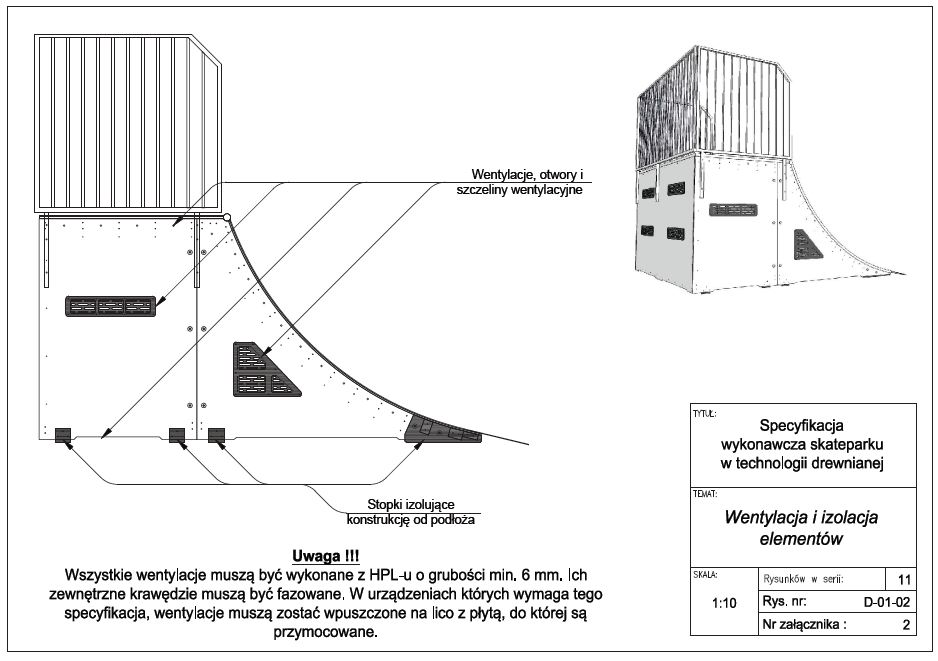 Wentylacje, otwory i
szczeliny wentylacyjne
Stopki izolujące
konstrukcję od podłoża
Uwaga !!!
Wszystkie wentylacje muszą być wykonane z HPL-u o grubości min. 6 mm. Ich
zewnętrzne krawędzie muszą być fazowane. W urządzeniach których wymaga tego
specyfikacja, wentylacje muszą zostać wpuszczone na lico z płytą, do której są
przymocowane.
TYTUŁ:
Specyfikacja
wykonawcza skateparku
w technologii drewnianej
TEMAT:
Wentylacja i izolacja
elementów
SKALA:
1:10
Rysunków w serii: 11
Rys. nr: D-01-02
Nr załącznika : 2